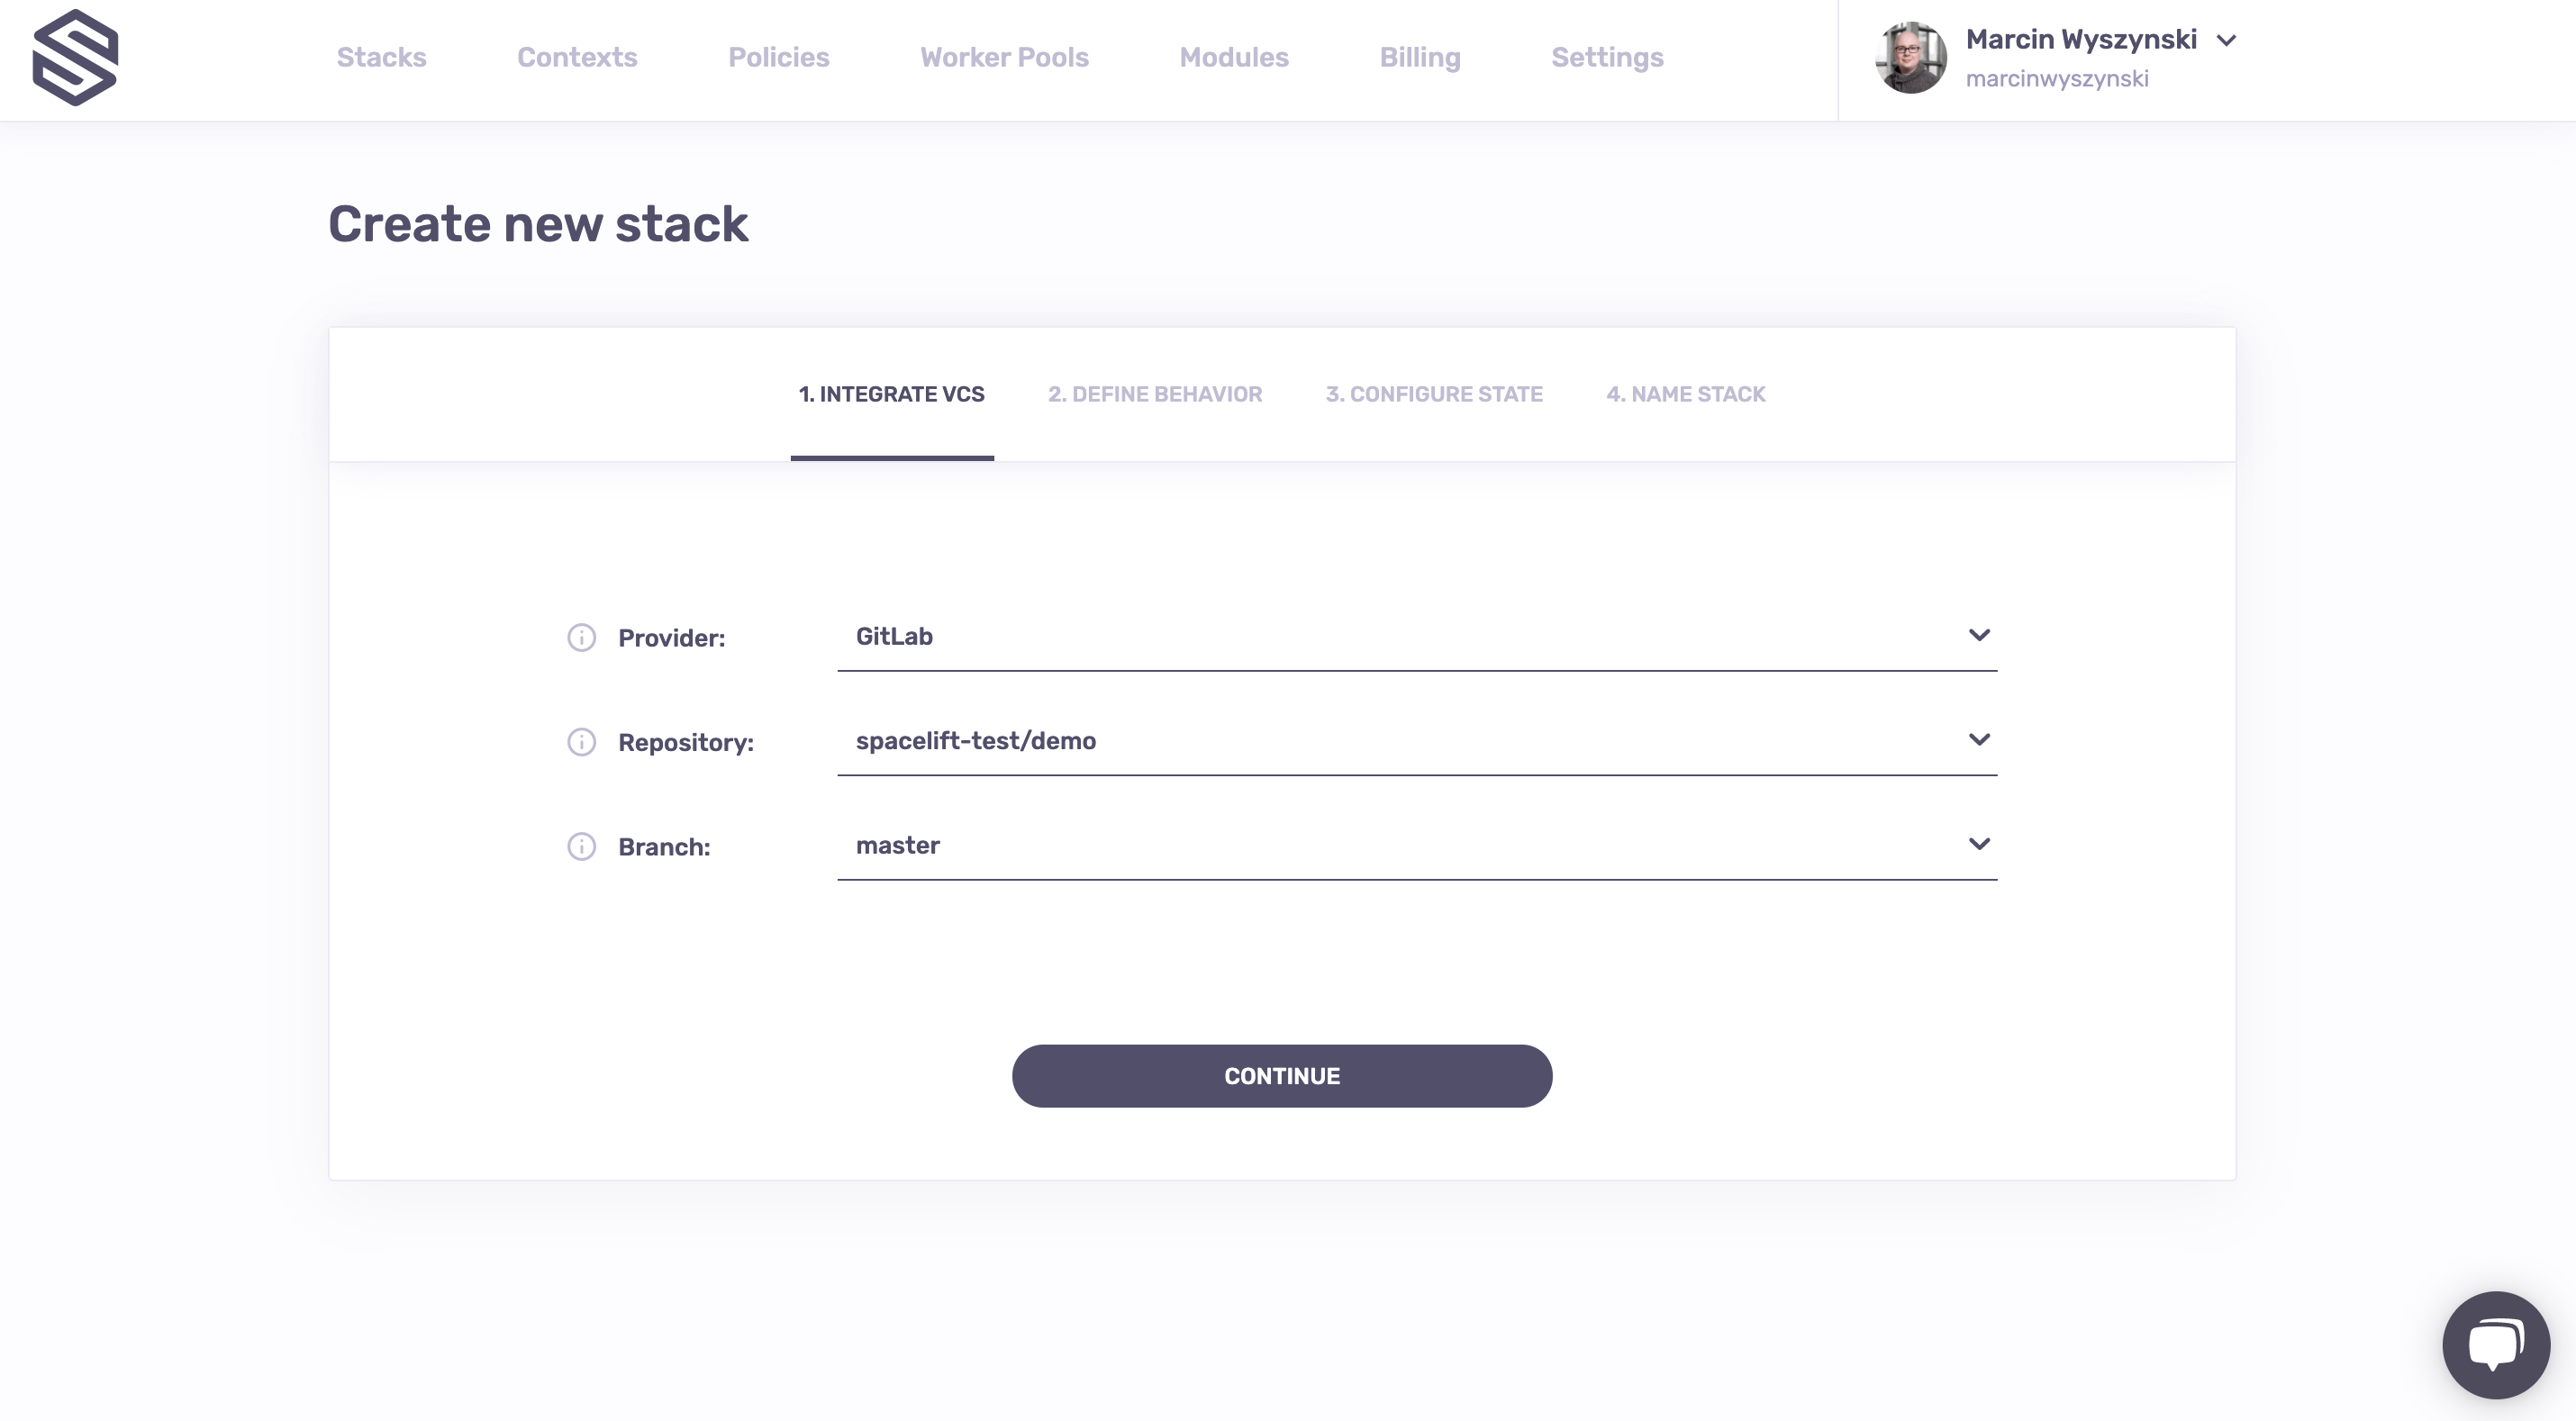 Stacks Contexts Policies Worker Pools Modules Billing Settings
Marcin Wyszynski
marcinwyszynski
Create new stack
1. INTEGRATE VCS 2. DEFINE BEHAVIOR 3. CONFIGURE STATE 4. NAME STACK
Provider: GitLab
Repository: spacelift-test/demo
Branch: master
CONTINUE